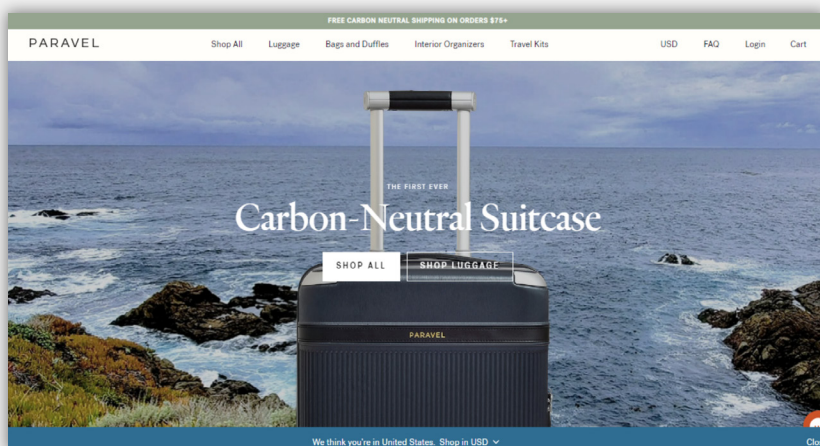 FREE CARBON NEUTRAL SHIPPING ON ORDERS $75+
PARAVEL Shop All Luggage Bags and Duffles Interior Organizers Travel Kits USD FAQ Login Cart
THE FIRST EVER
Carbon-Neutral Suitcase
SHOP ALL SHOP LUGGAGE
PARAVEL
We think you're in United States. Shop in USD